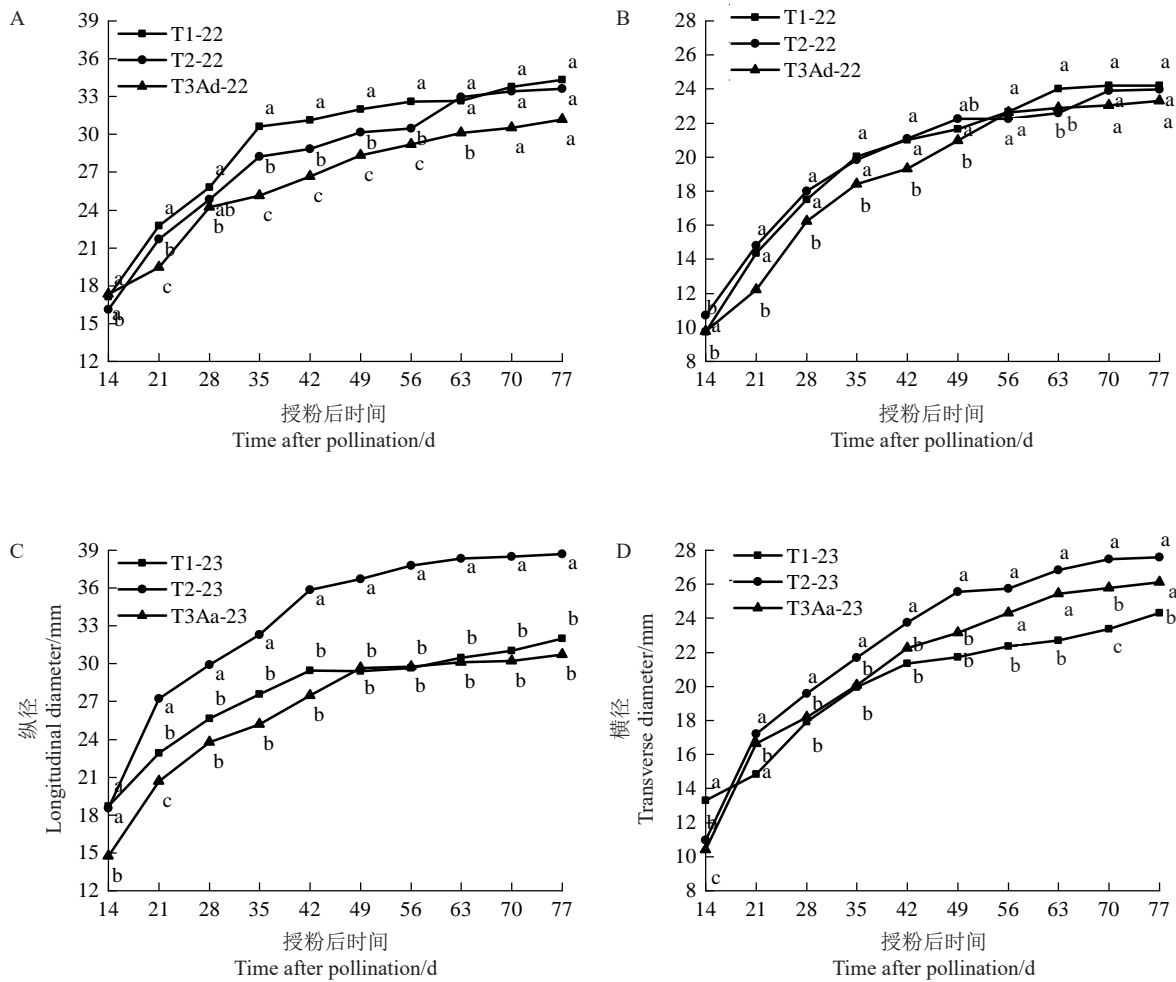 A
T1-22
T2-22
T3Ad-22
39
36
33
30
27
24
21
18
15
12
a a a a a a a a a a
a b a b b b b a a a
b c ab b c c c c b a a
14 21 28 35 42 49 56 63 70 77
授粉后时间
Time after pollination/d
B
T1-22
T2-22
T3Ad-22
28
26
24
22
20
18
16
14
12
10
8
b a a a a ab a a a a
a a a a a a a b a a
b b b b b b a b a a
14 21 28 35 42 49 56 63 70 77
授粉后时间
Time after pollination/d
C
T1-23
T2-23
T3Aa-23
纵径
Longitudinal diameter/mm
39
36
33
30
27
24
21
18
15
12
a a a a a a a a a a
a b b b b b b b b b
b c b b b b b b b b
14 21 28 35 42 49 56 63 70 77
授粉后时间
Time after pollination/d
D
T1-23
T2-23
T3Aa-23
横径
Transverse diameter/mm
28
26
24
22
20
18
16
14
12
10
8
a a a a a a a a a a
b b b b b b a a b a
c a b b b b b b c b
14 21 28 35 42 49 56 63 70 77
授粉后时间
Time after pollination/d